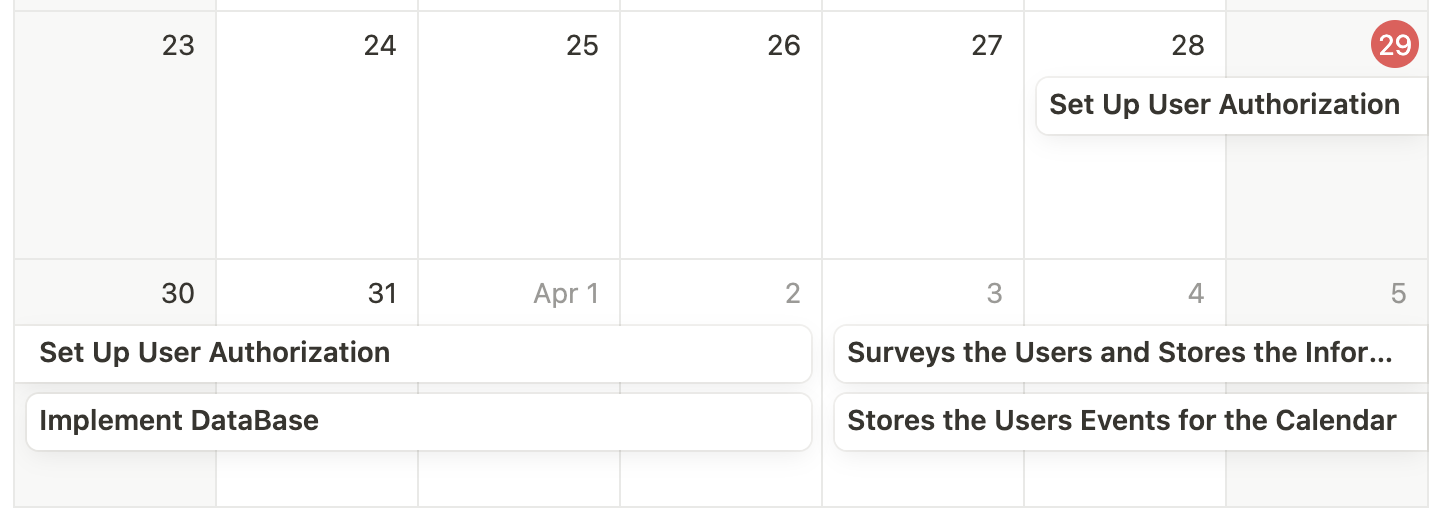 23 24 25 26 27 28 29
Set Up User Authorization
30 31 Apr 1 2 3 4 5
Set Up User Authorization Surveys the Users and Stores the Infor...
Implement DataBase Stores the Users Events for the Calendar